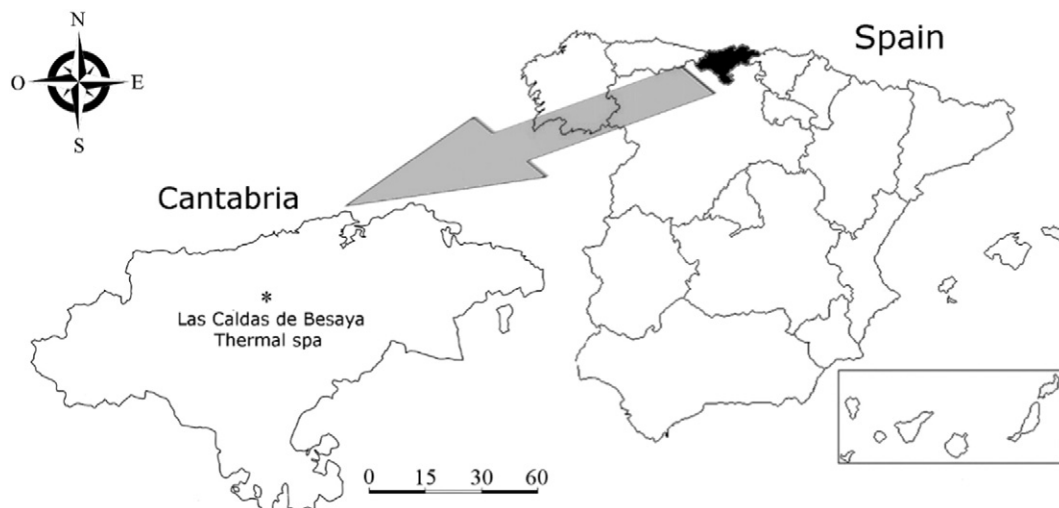 N
Spain
O
E
S
Cantabria
*
Las Caldas de Besaya
Thermal spa
0 15 30 60